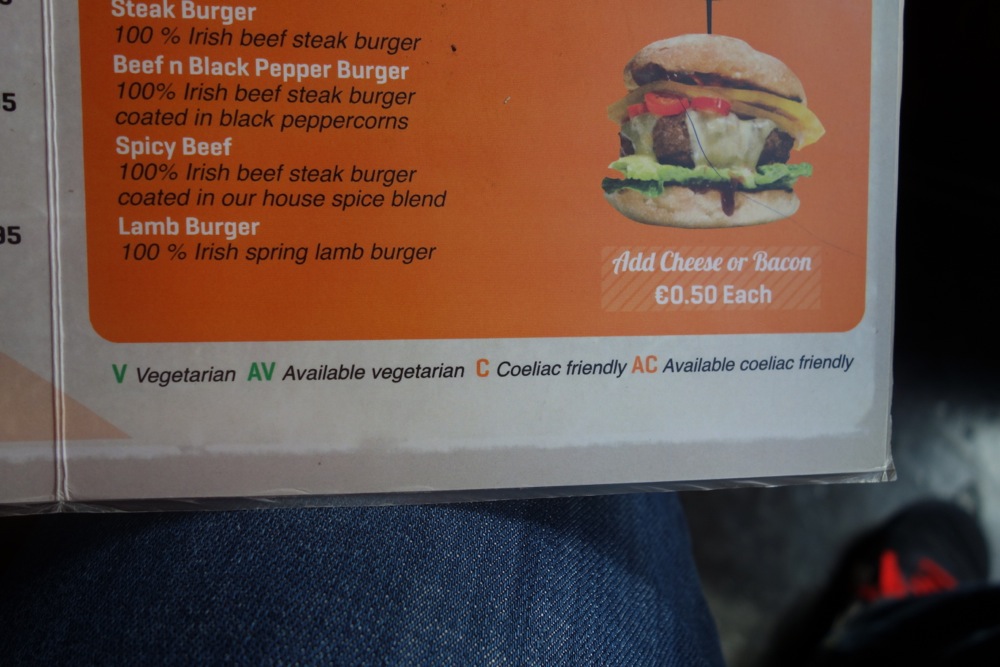 Steak Burger
100 % Irish beef steak burger
Beef n Black Pepper Burger
100% Irish beef steak burger
coated in black peppercorns
Spicy Beef
100% Irish beef steak burger
coated in our house spice blend
Lamb Burger
100 % Irish spring lamb burger
Add Cheese or Bacon
€0.50 Each
V Vegetarian AV Available vegetarian C Coeliac friendly AC Available coeliac friendly